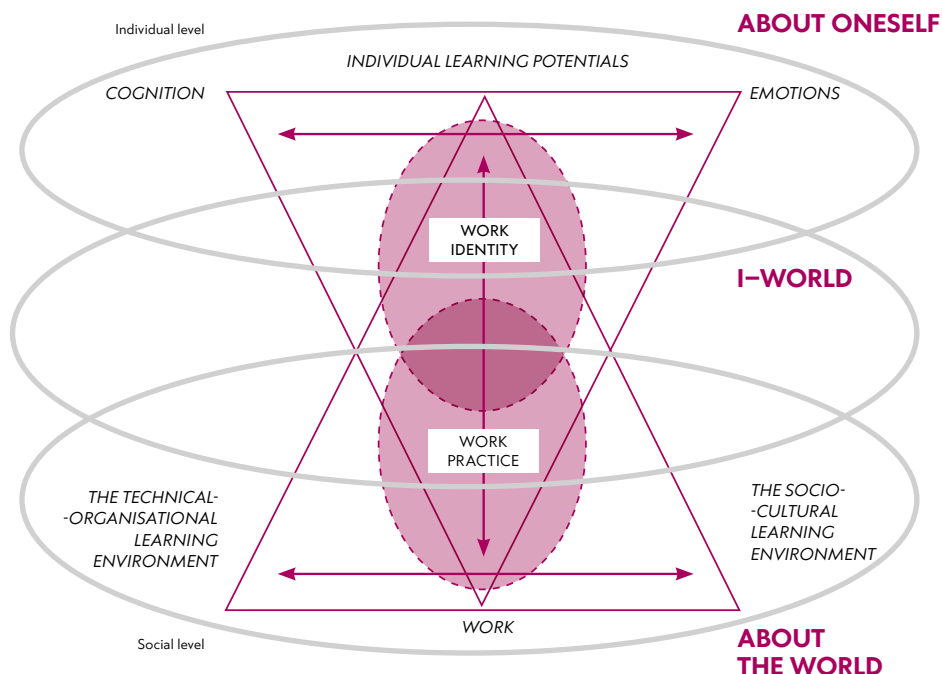 Individual level
ABOUT ONESELF
INDIVIDUAL LEARNING POTENTIALS
COGNITION
EMOTIONS
WORK
IDENTITY
I–WORLD
WORK
PRACTICE
THE TECHNICAL-
-ORGANISATIONAL
LEARNING
ENVIRONMENT
THE SOCIO-
-CULTURAL
LEARNING
ENVIRONMENT
WORK
Social level
ABOUT
THE WORLD